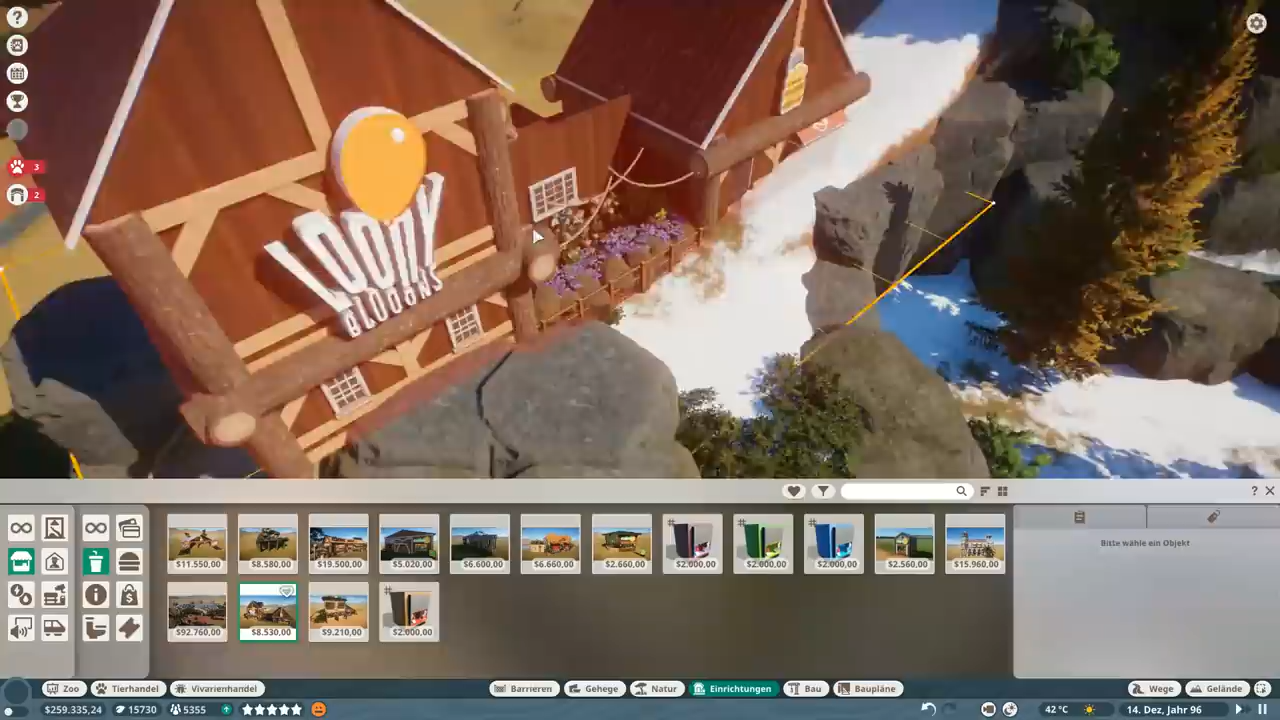 ?
LOONY
BLOOONS
3
2
?
$11.550,00
$8.580,00
$19.500,00
$5.020,00
$6.600,00
$6.660,00
$2.660,00
$2.000,00
$2.000,00
$2.000,00
$2.560,00
$15.960,00
$92.760,00
$8.530,00
$9.210,00
$2.000,00
Bitte wähle ein Objekt
Zoo
Tierhandel
Vivarienhandel
Barrieren
Gehege
Natur
Einrichtungen
Bau
Baupläne
Wege
Gelände
$259.335,24
15730
5355
42 °C
14. Dez, Jahr 96